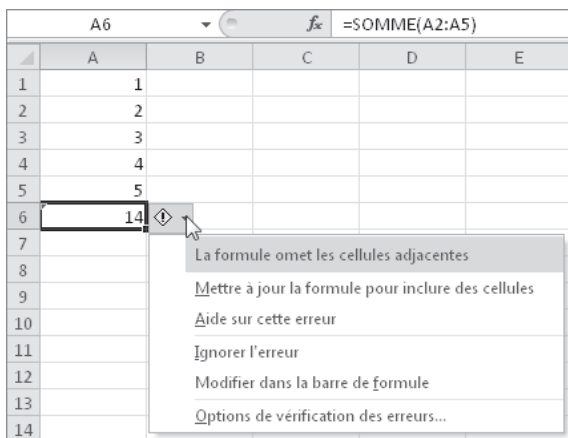 A6 fx =SOMME(A2:A5)
A B C D E
1 1
2 2
3 3
4 4
5 5
6 14
7 La formule omet les cellules adjacentes
8
9 Mettre à jour la formule pour inclure des cellules
10 Aide sur cette erreur
11 Ignorer l'erreur
12 Modifier dans la barre de formule
13
14 Options de vérification des erreurs...